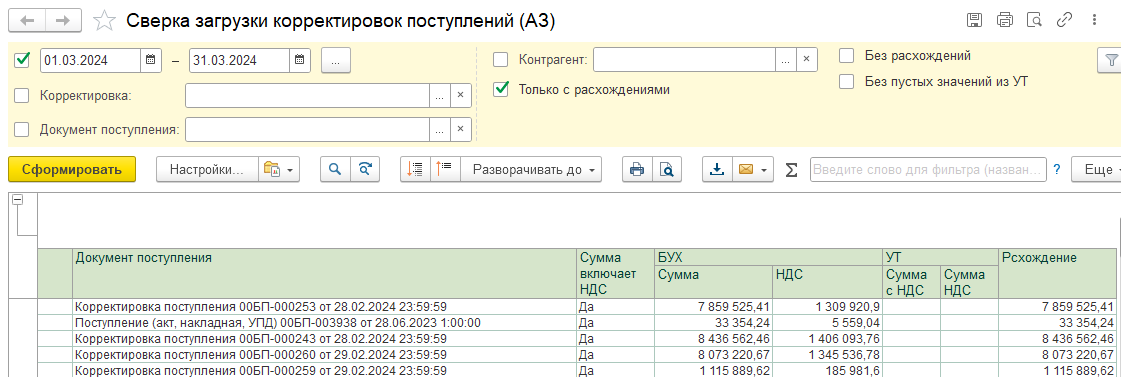 Сверка загрузки корректировок поступлений (АЗ)
01.03.2024 – 31.03.2024 ...
Контрагент: ... ×
Без расхождений
Корректировка: ... ×
Только с расхождениями
Без пустых значений из УТ
Документ поступления: ... ×
Сформировать Настройки... Разворачивать до Σ Введите слово для фильтра (назван... ? Еще
Документ поступления Сумма включает НДС БУХ УТ Рсхождение
Сумма НДС Сумма с НДС Сумма НДС
Корректировка поступления 00БП-000253 от 28.02.2024 23:59:59 Да 7 859 525,41 1 309 920,9 7 859 525,41
Поступление (акт, накладная, УПД) 00БП-003938 от 28.06.2023 1:00:00 Да 33 354,24 5 559,04 33 354,24
Корректировка поступления 00БП-000243 от 28.02.2024 23:59:59 Да 8 436 562,46 1 406 093,76 8 436 562,46
Корректировка поступления 00БП-000260 от 29.02.2024 23:59:59 Да 8 073 220,67 1 345 536,78 8 073 220,67
Корректировка поступления 00БП-000259 от 29.02.2024 23:59:59 Да 1 115 889,62 185 981,6 1 115 889,62